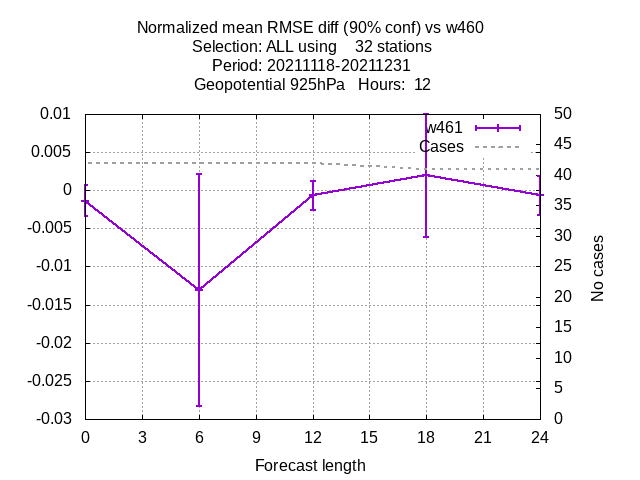 Normalized mean RMSE diff (90% conf) vs w460
Selection: ALL using    32 stations
Period: 20211118-20211231
Geopotential 925hPa   Hours:  12
w461
Cases
0.01
0.005
0
-0.005
-0.01
-0.015
-0.02
-0.025
-0.03
50
45
40
35
30
25
20
15
10
5
0
No cases
0 3 6 9 12 15 18 21 24
Forecast length